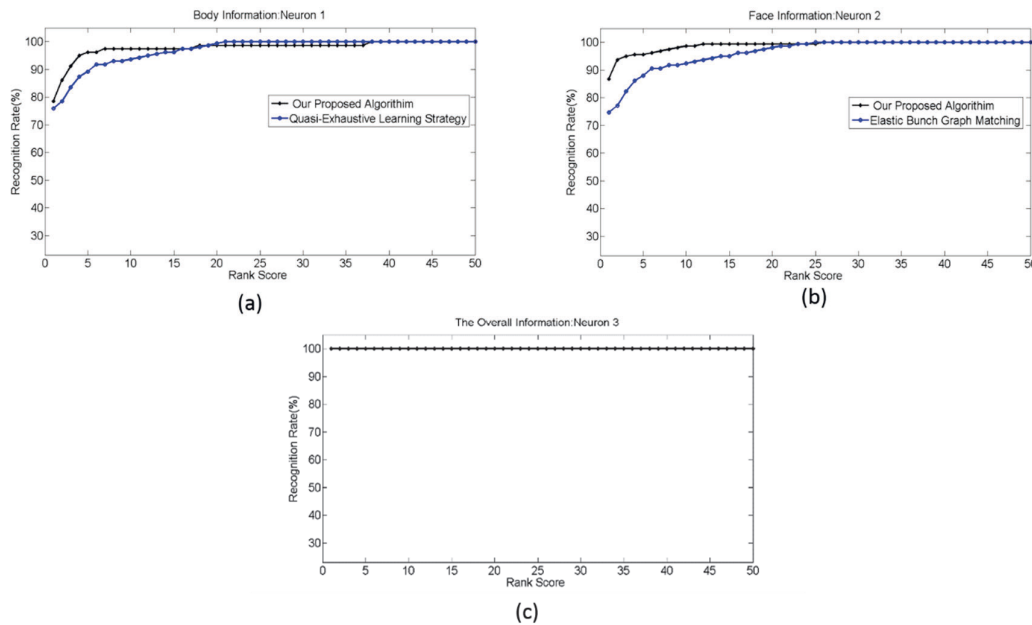 Body Information:Neuron 1
100
90
80
70
60
50
40
30
Recognition Rate(%)
Our Proposed Algorithim
Quasi-Exhaustive Learning Strategy
0 5 10 15 20 25 30 35 40 45 50
Rank Score
(a)
Face Information:Neuron 2
100
90
80
70
60
50
40
30
Recognition Rate(%)
Our Proposed Algorithim
Elastic Bunch Graph Matching
0 5 10 15 20 25 30 35 40 45 50
Rank Score
(b)
The Overall Information:Neuron 3
100
90
80
70
60
50
40
30
Recognition Rate(%)
0 5 10 15 20 25 30 35 40 45 50
Rank Score
(c)